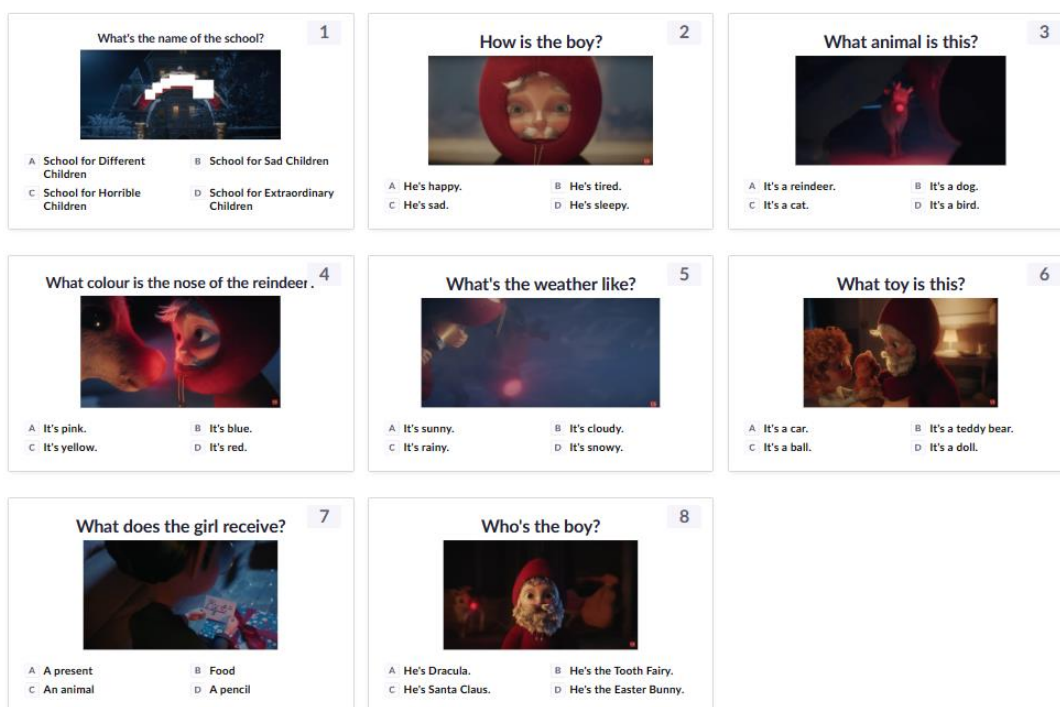 What's the name of the school?
1
A School for Different Children
B School for Sad Children
C School for Horrible Children
D School for Extraordinary Children
How is the boy?
2
A He's happy.
B He's tired.
C He's sad.
D He's sleepy.
What animal is this?
3
A It's a reindeer.
B It's a dog.
C It's a cat.
D It's a bird.
What colour is the nose of the reindeer
4
A It's pink.
B It's blue.
C It's yellow.
D It's red.
What's the weather like?
5
A It's sunny.
B It's cloudy.
C It's rainy.
D It's snowy.
What toy is this?
6
A It's a car.
B It's a teddy bear.
C It's a ball.
D It's a doll.
What does the girl receive?
7
A A present
B Food
C An animal
D A pencil
Who's the boy?
8
A He's Dracula.
B He's the Tooth Fairy.
C He's Santa Claus.
D He's the Easter Bunny.